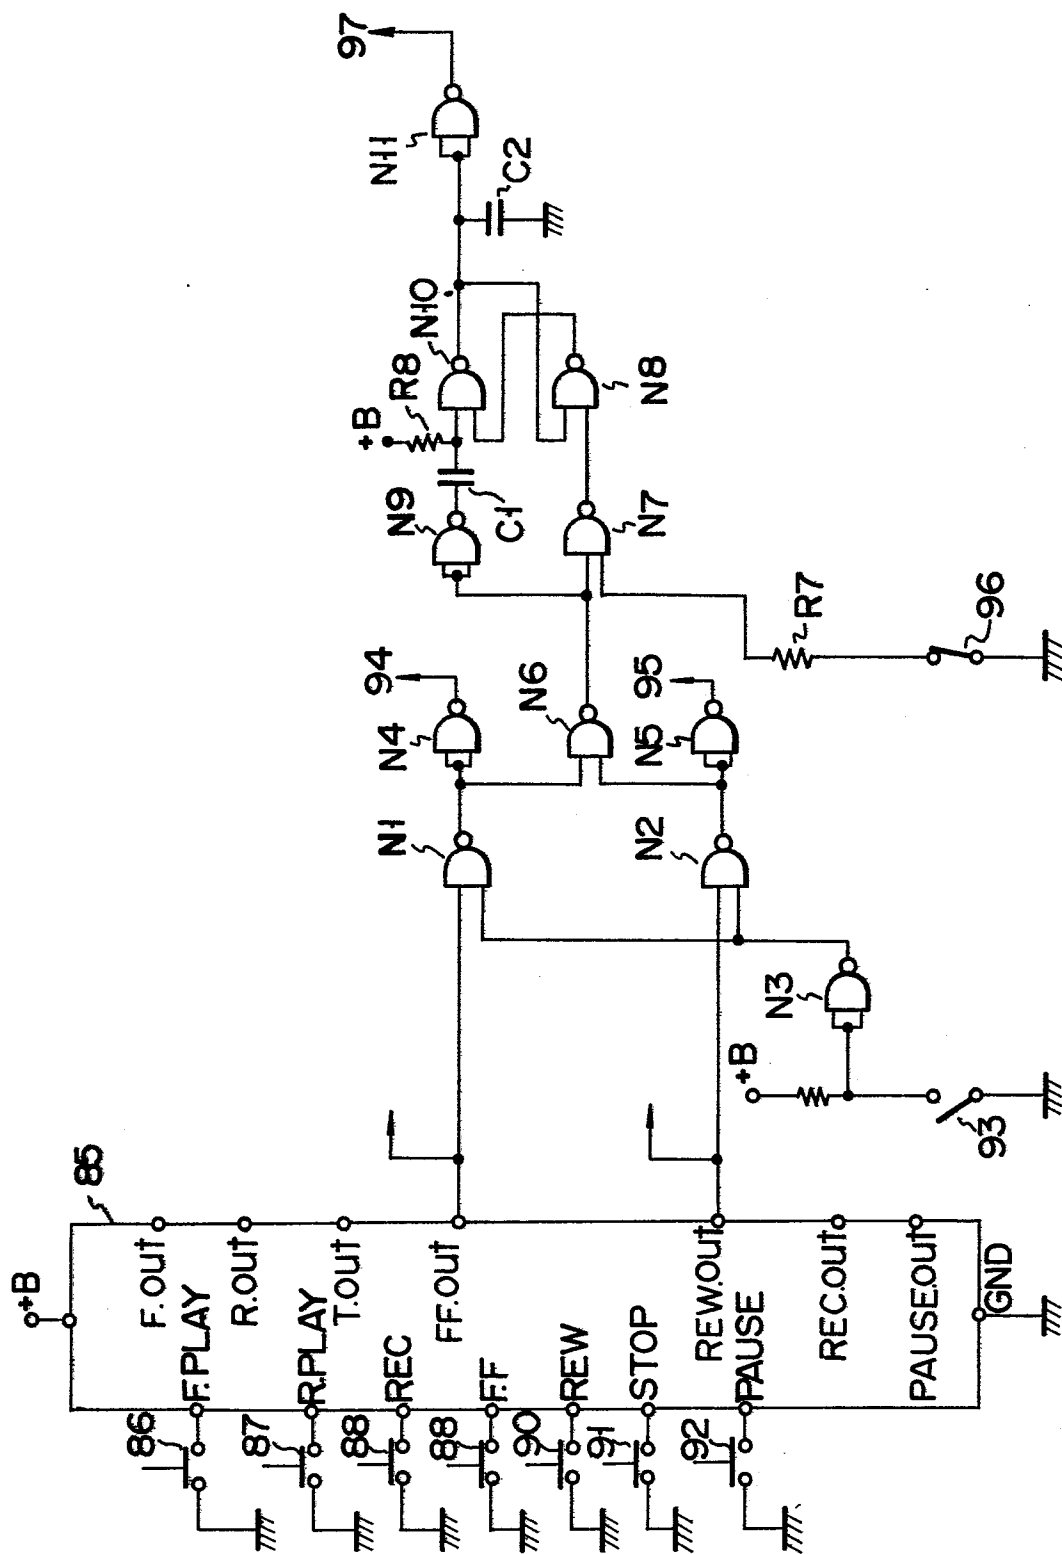 97
N11
C2
N10
R8
+B
N8
N9
C1
N7
R7
96
94
N4
N6
95
N5
N1
N2
N3
+B
93
85
+B
F.out
R.out
T.out
FF.out
REW.out
REC.out
PAUSE.out
GND
F.PLAY
R.PLAY
REC
F.F
REW
STOP
PAUSE
86
87
88
88
90
91
92